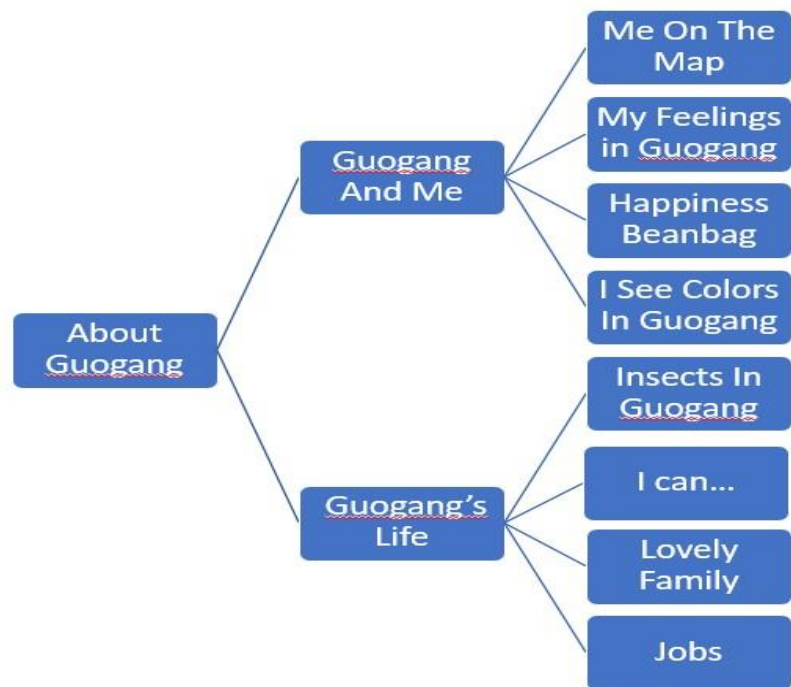 About
Guogang
Guogang
And Me
Me On The
Map
My Feelings
in Guogang
Happiness
Beanbag
I See Colors
In Guogang
Guogang's
Life
Insects In
Guogang
I can...
Lovely
Family
Jobs